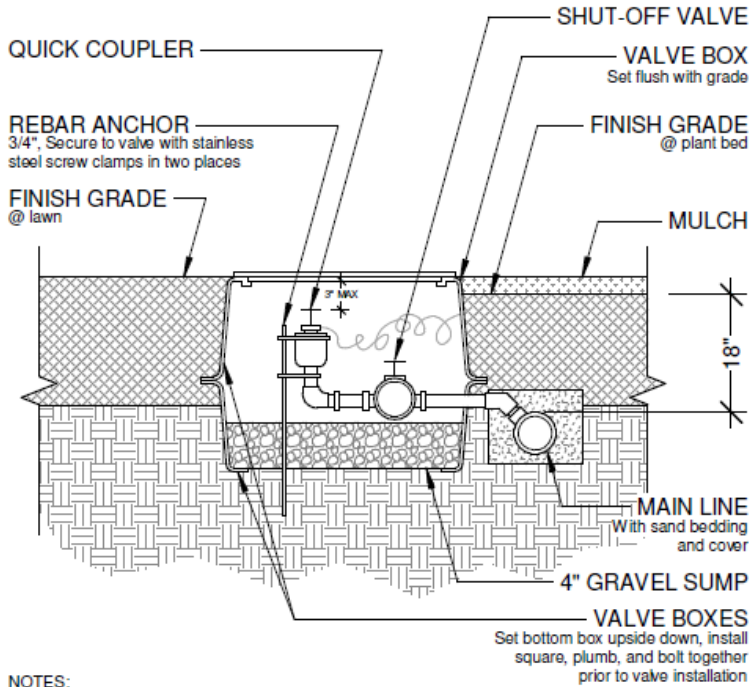 SHUT-OFF VALVE
QUICK COUPLER
VALVE BOX
Set flush with grade
REBAR ANCHOR
3/4", Secure to valve with stainless
steel screw clamps in two places
FINISH GRADE
@ plant bed
FINISH GRADE
@ lawn
MULCH
3" MAX
18"
MAIN LINE
With sand bedding
and cover
4" GRAVEL SUMP
VALVE BOXES
Set bottom box upside down, install
square, plumb, and bolt together
prior to valve installation
NOTES: